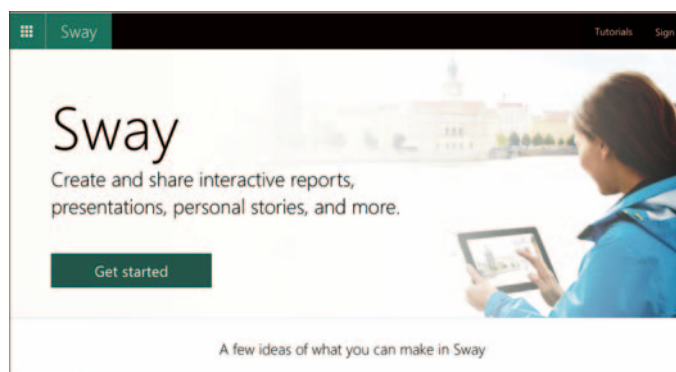 Sway
Tutorials
Sign
Sway
Create and share interactive reports,
presentations, personal stories, and more.
Get started
A few ideas of what you can make in Sway